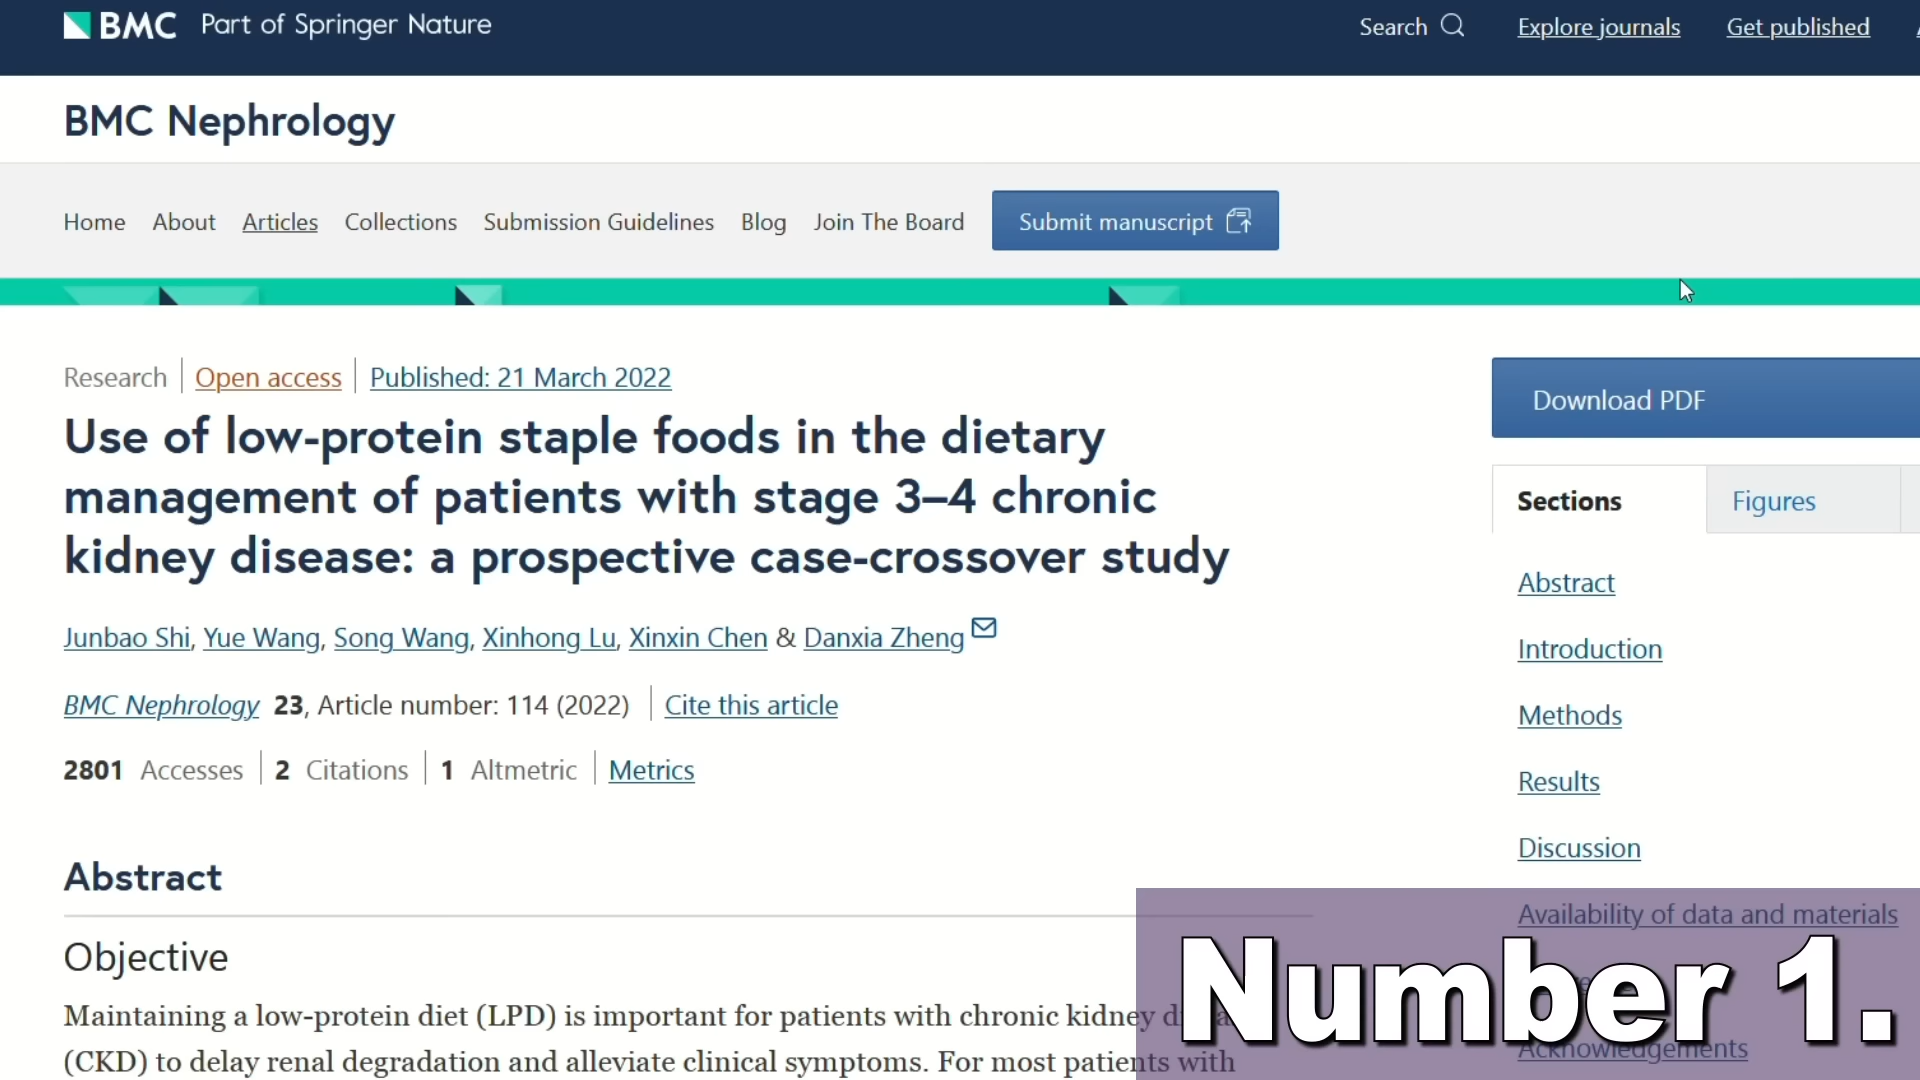 BMC Part of Springer Nature
Search
Explore journals
Get published
BMC Nephrology
Home
About
Articles
Collections
Submission Guidelines
Blog
Join The Board
Submit manuscript
Research
Open access
Published: 21 March 2022
Use of low-protein staple foods in the dietary
management of patients with stage 3–4 chronic
kidney disease: a prospective case-crossover study
Junbao Shi, Yue Wang, Song Wang, Xinhong Lu, Xinxin Chen & Danxia Zheng
BMC Nephrology 23, Article number: 114 (2022)
Cite this article
2801 Accesses
2 Citations
1 Altmetric
Metrics
Abstract
Objective
Maintaining a low-protein diet (LPD) is important for patients with chronic kidney
(CKD) to delay renal degradation and alleviate clinical symptoms. For most patients with
Download PDF
Sections
Figures
Abstract
Introduction
Methods
Results
Discussion
Availability of data and materials
Acknowledgements
Number 1.